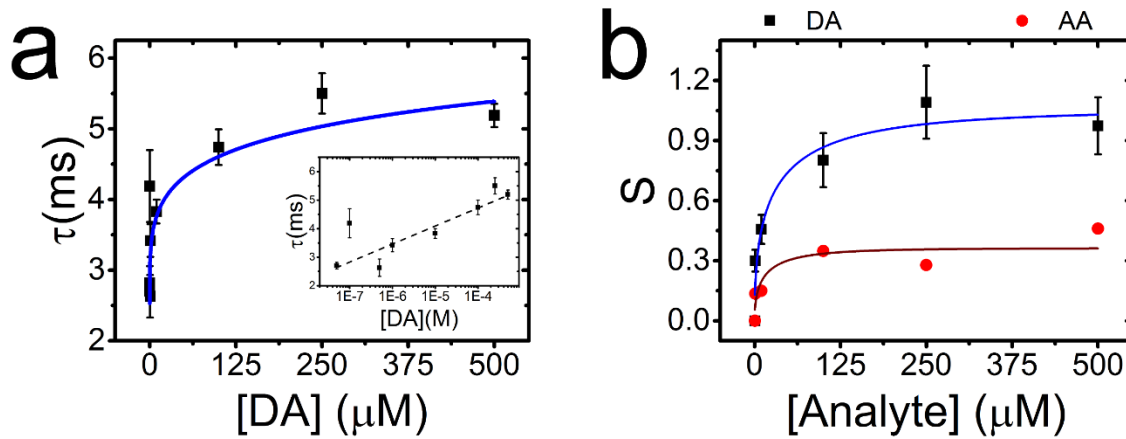 a
τ(ms)
6
5
4
3
2
0
125
250
375
500
[DA] (μM)
τ(ms)
6
5
4
3
2
1E-7
1E-6
1E-5
1E-4
[DA](M)
b
DA
AA
S
1.2
0.9
0.6
0.3
0.0
0
125
250
375
500
[Analyte] (μM)